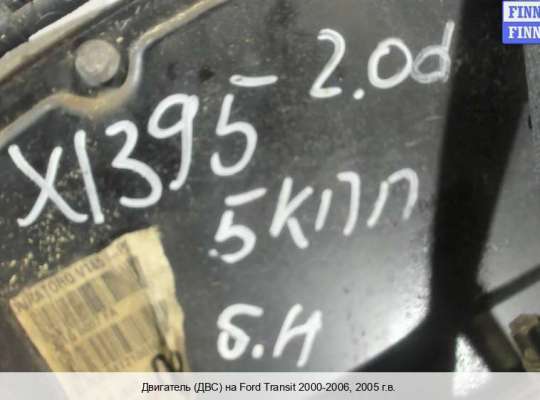 FINN
FINN
2.0d
X1395
5КПП
б.н
Двигатель (ДВС) на Ford Transit 2000-2006, 2005 г.в.